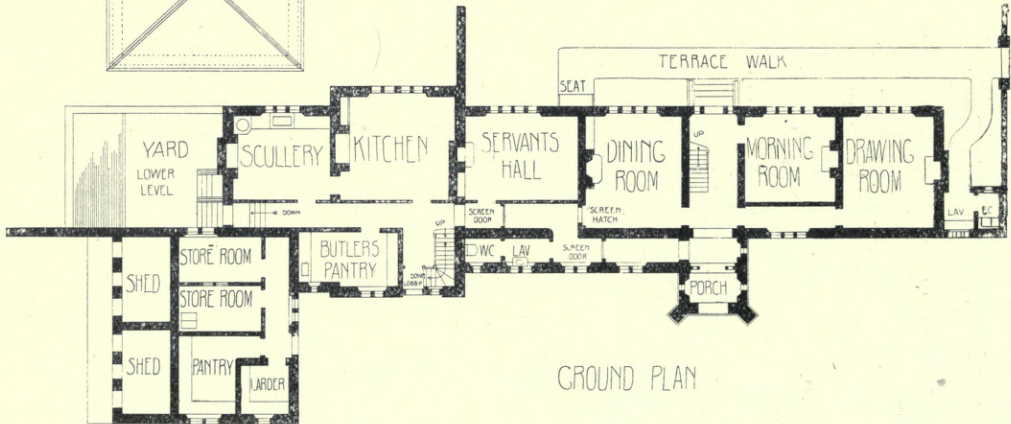 TERRACE WALK
SEAT
YARD
LOWER
LEVEL
SCULLERY
KITCHEN
SERVANTS
HALL
DINING
ROOM
UP
MORNING
ROOM
DRAWING
ROOM
DOWN
SCREEN
DOOR
SCREEN
HATCH
LAV
UP
WC
LAV
SCREEN
DOOR
BUTLERS
PANTRY
DOWN
LOBBY
STORE ROOM
SHED
STORE ROOM
PORCH
SHED
PANTRY
LARDER
GROUND PLAN